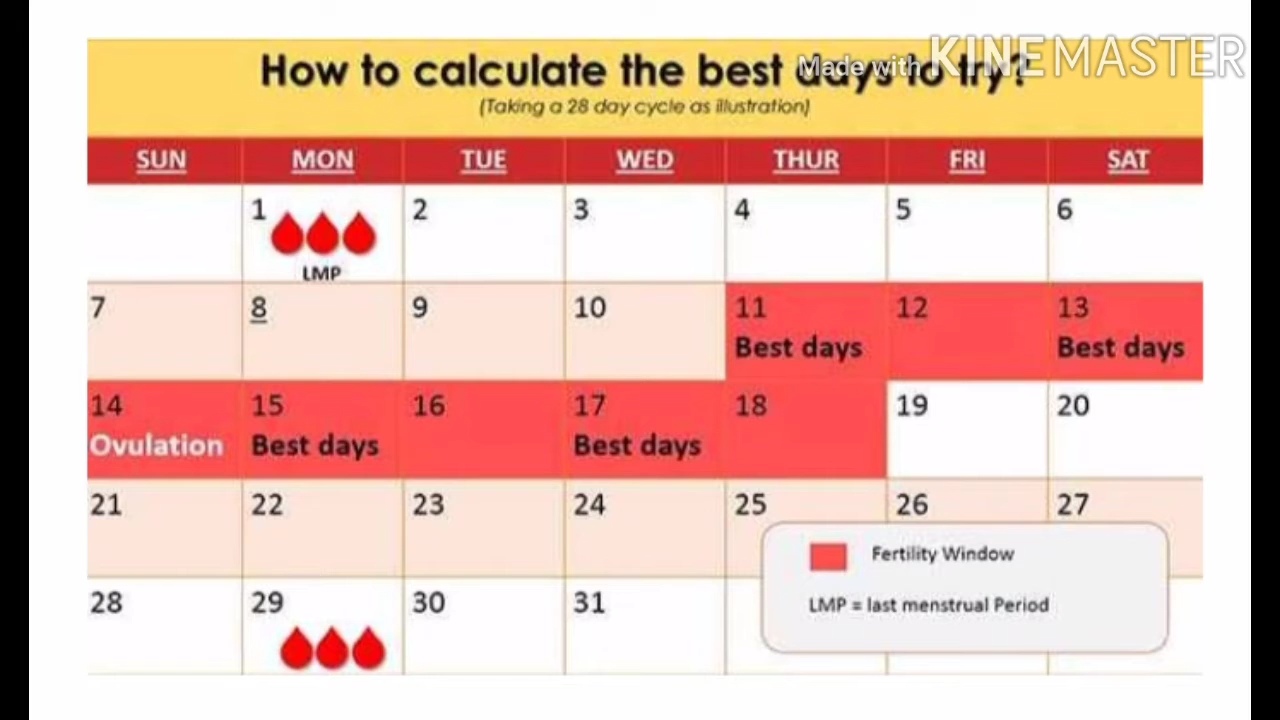 How to calculate the best days to try?
Made with KINEMASTER
(Taking a 28 day cycle as illustration)
SUN MON TUE WED THUR FRI SAT
1 2 3 4 5 6
LMP
7 8 9 10 11 12 13
Best days Best days
14 15 16 17 18 19 20
Ovulation Best days Best days
21 22 23 24 25 26 27
Fertility Window
28 29 30 31
LMP = last menstrual Period